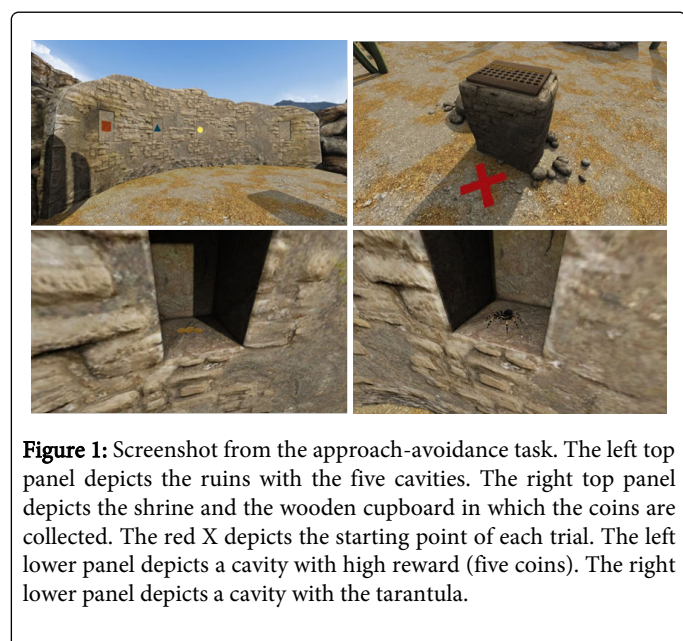 Figure 1: Screenshot from the approach-avoidance task. The left top
panel depicts the ruins with the five cavities. The right top panel
depicts the shrine and the wooden cupboard in which the coins are
collected. The red X depicts the starting point of each trial. The left
lower panel depicts a cavity with high reward (five coins). The right
lower panel depicts a cavity with the tarantula.